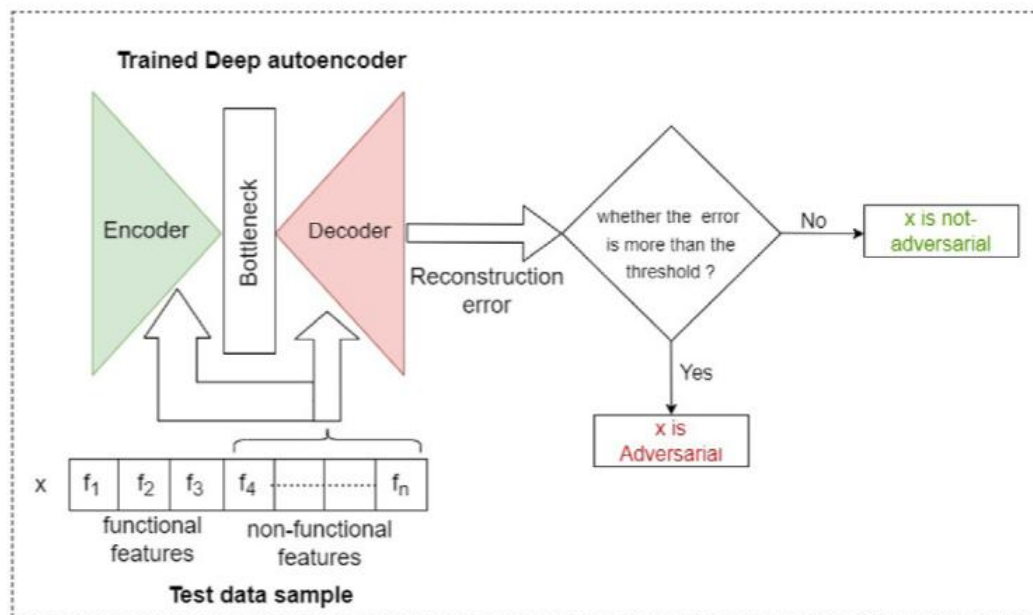 Trained Deep autoencoder
Encoder
Bottleneck
Decoder
Reconstruction
error
whether the error
is more than the
threshold ?
No
x is not-
adversarial
Yes
x is
Adversarial
x f1 f2 f3 f4 fn
functional
features
non-functional
features
Test data sample